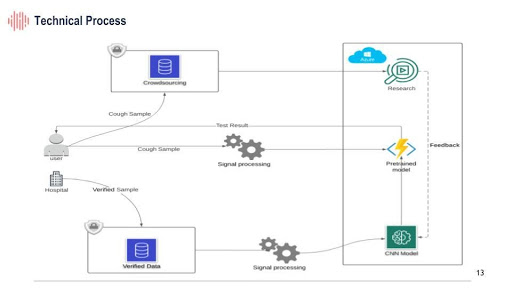 Technical Process
Azure
Crowdsourcing
Research
Cough Sample
Test Result
user
Cough Sample
Signal processing
Feedback
Pretrained
model
Hospital
Verified Sample
CNN Model
Verified Data
Signal processing
13